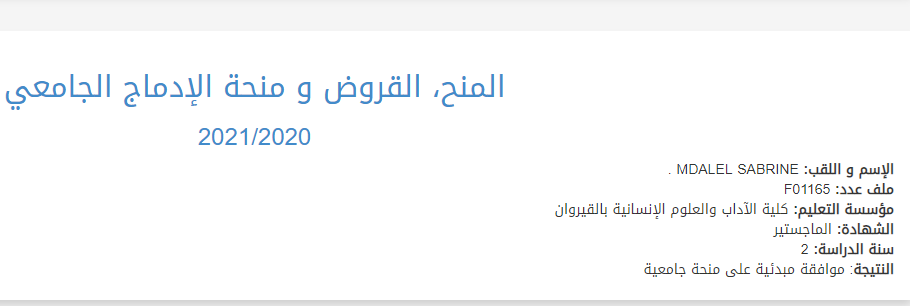 المنح، القروض و منحة الإدماج الجامعي
2021/2020
الإسم و اللقب: MDALEL SABRINE .
ملف عدد: F01165
مؤسسة التعليم: كلية الآداب والعلوم الإنسانية بالقيروان
الشهادة: الماجستير
سنة الدراسة: 2
النتيجة: موافقة مبدئية على منحة جامعية